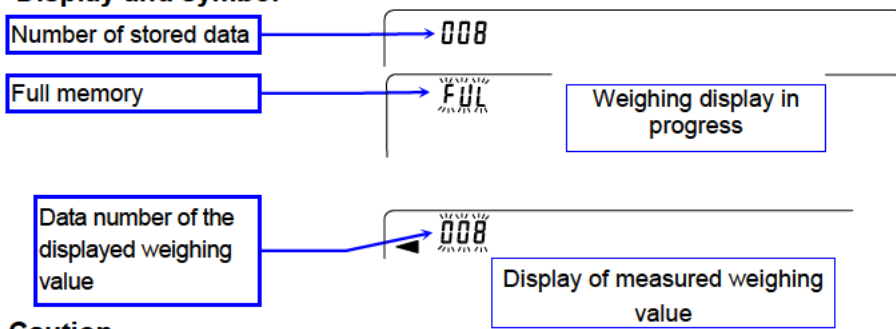 Display and symbol
Number of stored data
008
Full memory
FUL
Weighing display in
progress
Data number of the
displayed weighing
value
008
Display of measured weighing
value
Caution